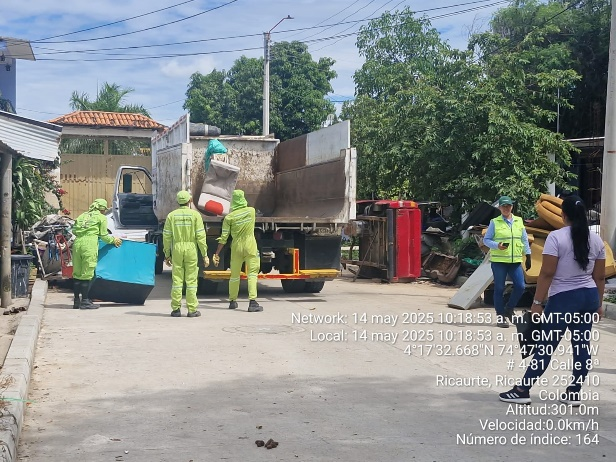 Network: 14 may 2025 10:18:53 a. m. GMT-05:00
Local: 14 may 2025 10:18:53 a. m. GMT-05:00
4°17'32.668"N 74°47'30.941"W
# 4-81 Calle 8ª
Ricaurte, Ricaurte, 252410
Colombia
Altitud:301.0m
Velocidad:0.0km/h
Número de índice: 164